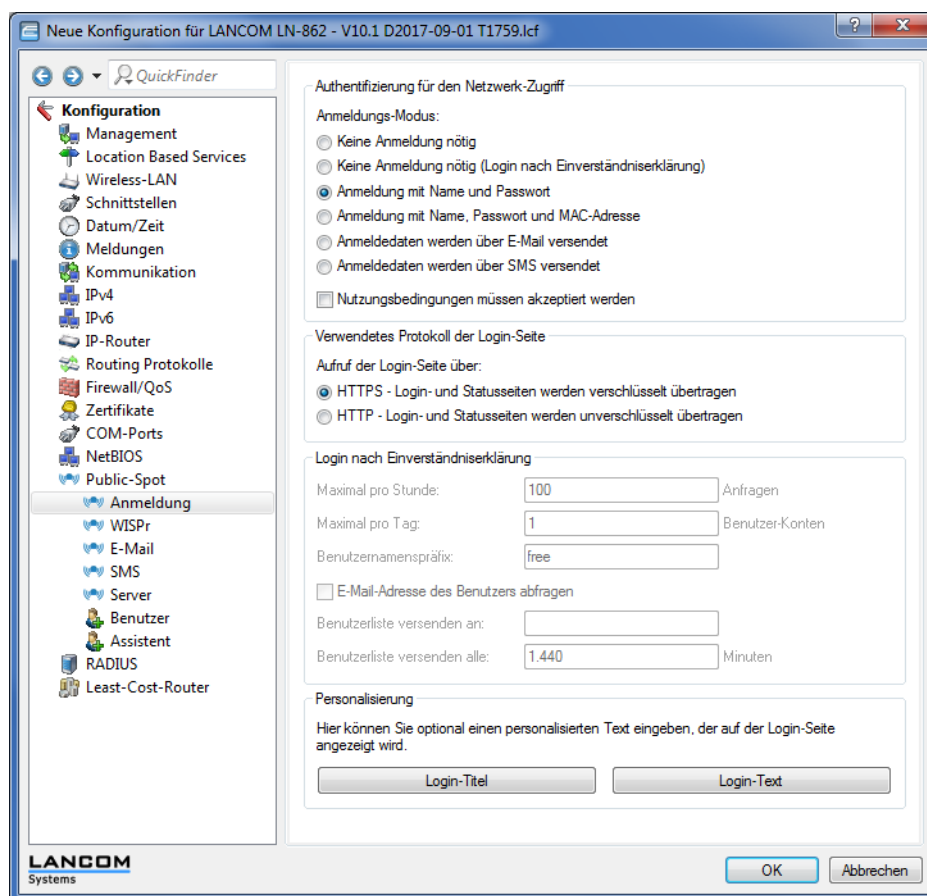 Neue Konfiguration für LANCOM LN-862 - V10.1 D2017-09-01 T1759.lcf
QuickFinder
Konfiguration
Management
Location Based Services
Wireless-LAN
Schnittstellen
Datum/Zeit
Meldungen
Kommunikation
IPv4
IPv6
IP-Router
Routing Protokolle
Firewall/QoS
Zertifikate
COM-Ports
NetBIOS
Public-Spot
Anmeldung
WISPr
E-Mail
SMS
Server
Benutzer
Assistent
RADIUS
Least-Cost-Router
Authentifizierung für den Netzwerk-Zugriff
Anmeldungs-Modus:
Keine Anmeldung nötig
Keine Anmeldung nötig (Login nach Einverständniserklärung)
Anmeldung mit Name und Passwort
Anmeldung mit Name, Passwort und MAC-Adresse
Anmeldedaten werden über E-Mail versendet
Anmeldedaten werden über SMS versendet
Nutzungsbedingungen müssen akzeptiert werden
Verwendetes Protokoll der Login-Seite
Aufruf der Login-Seite über:
HTTPS - Login- und Statusseiten werden verschlüsselt übertragen
HTTP - Login- und Statusseiten werden unverschlüsselt übertragen
Login nach Einverständniserklärung
Maximal pro Stunde: 100 Anfragen
Maximal pro Tag: 1 Benutzer-Konten
Benutzernamenspräfix: free
E-Mail-Adresse des Benutzers abfragen
Benutzerliste versenden an:
Benutzerliste versenden alle: 1.440 Minuten
Personalisierung
Hier können Sie optional einen personalisierten Text eingeben, der auf der Login-Seite
angezeigt wird.
Login-Titel Login-Text
LANCOM
Systems
OK Abbrechen